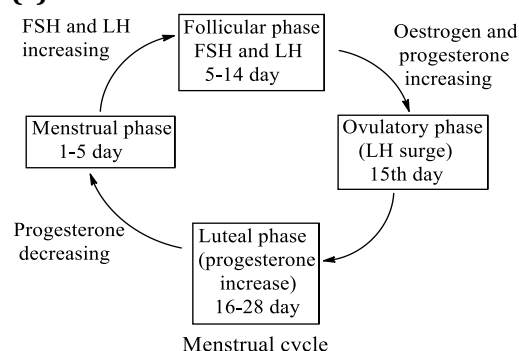 FSH and LH
increasing
Follicular phase
FSH and LH
5-14 day
Oestrogen and
progesterone
increasing
Menstrual phase
1-5 day
Ovulatory phase
(LH surge)
15th day
Progesterone
decreasing
Luteal phase
(progesterone
increase)
16-28 day
Menstrual cycle